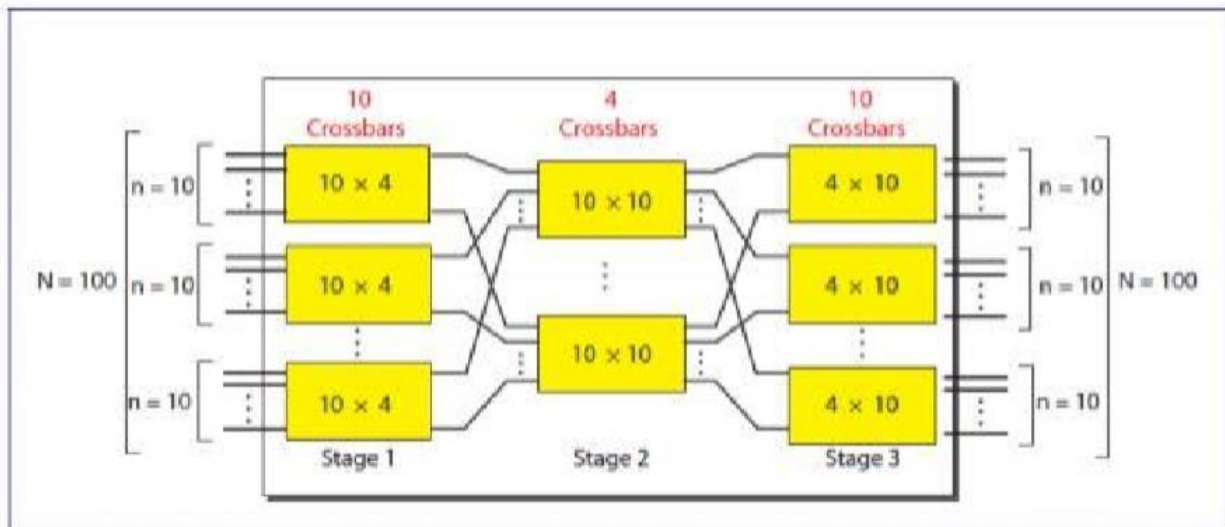 10 Crossbars
4 Crossbars
10 Crossbars
n = 10
10 × 4
10 × 10
4 × 10
n = 10
N = 100
n = 10
10 × 4
4 × 10
n = 10
N = 100
10 × 10
n = 10
10 × 4
4 × 10
n = 10
Stage 1
Stage 2
Stage 3